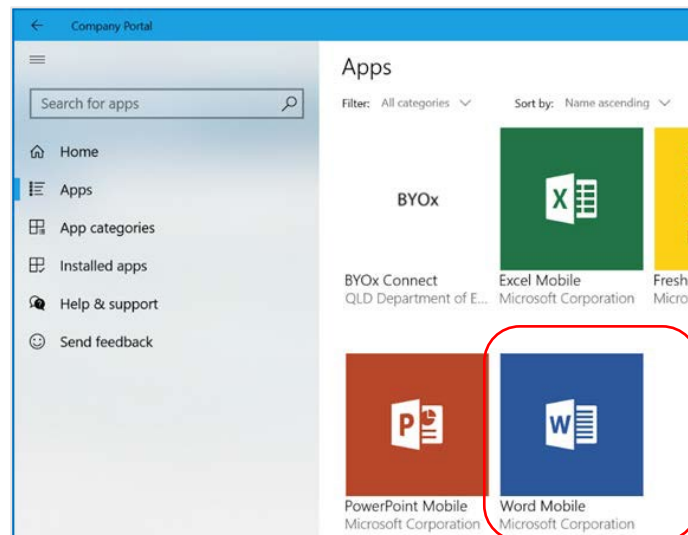 Company Portal
Search for apps
Home
Apps
App categories
Installed apps
Help & support
Send feedback
Apps
Filter: All categories Sort by: Name ascending
BYOx
X
BYOx Connect Excel Mobile Fresh
QLD Department of E... Microsoft Corporation Micro
P W
PowerPoint Mobile Word Mobile
Microsoft Corporation Microsoft Corporation